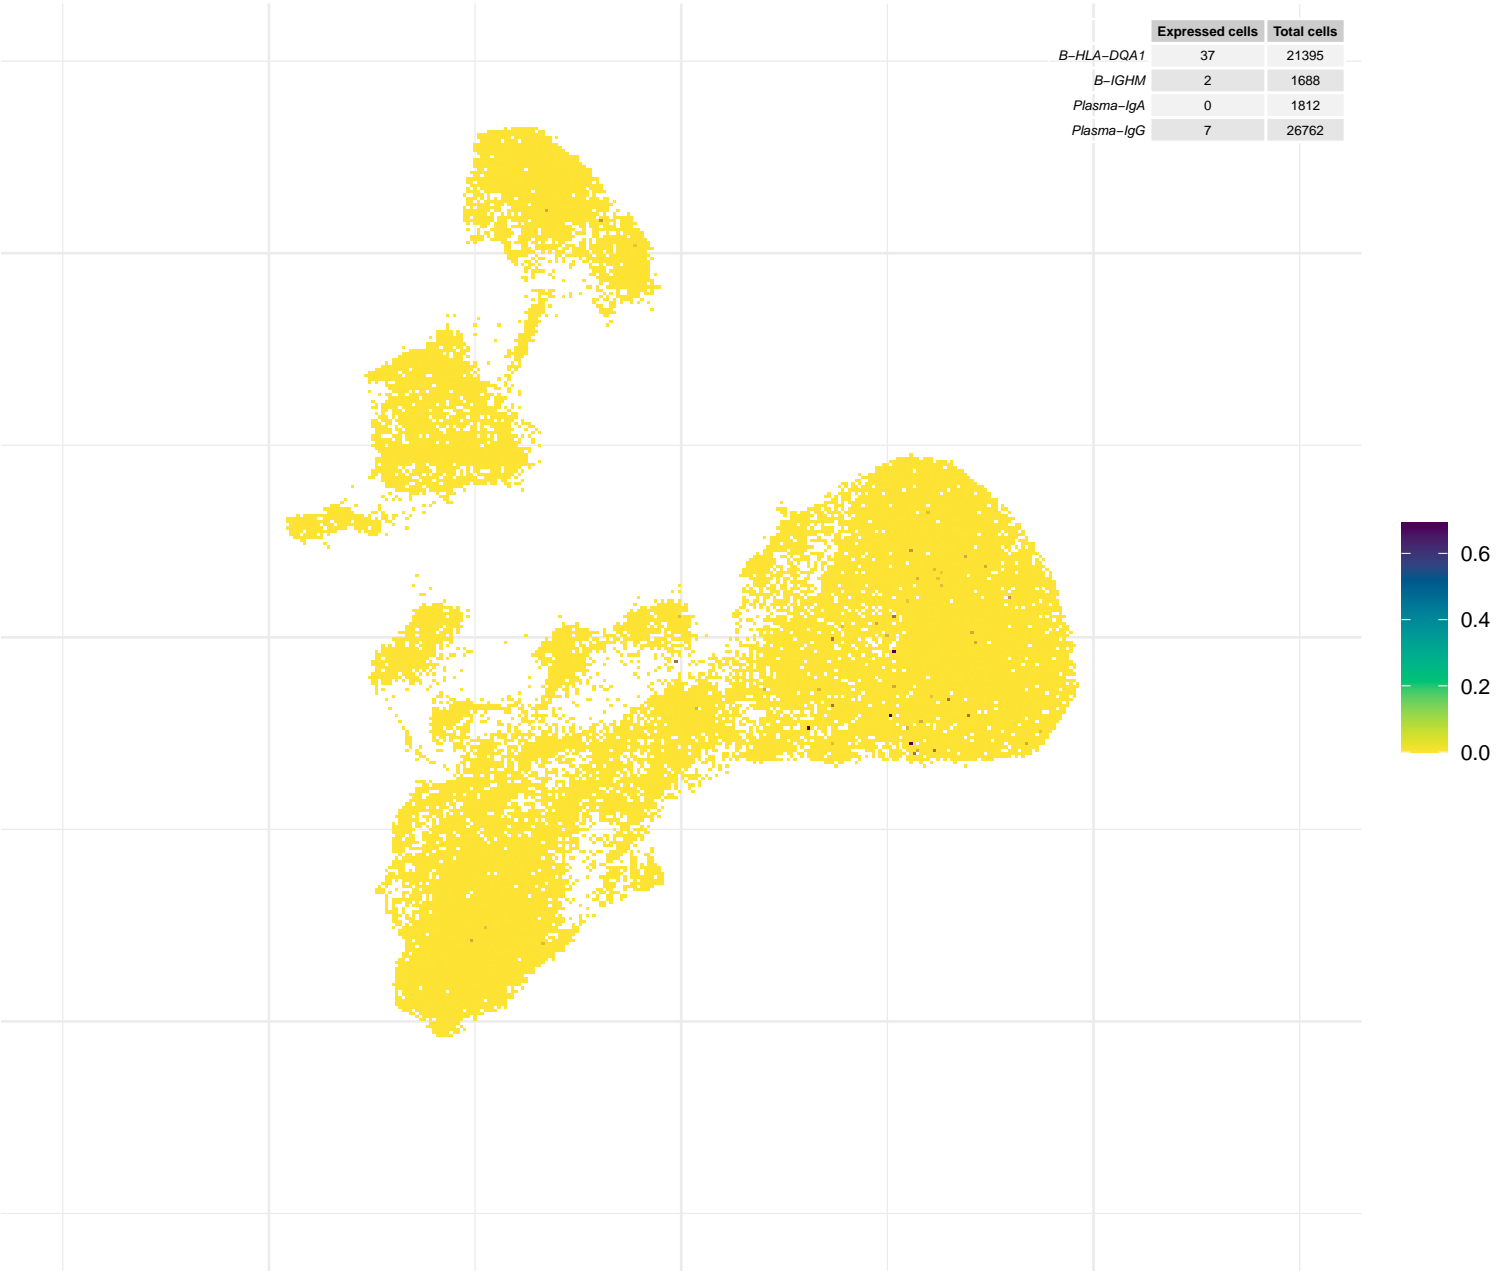 Expressed cells Total cells
B−HLA−DQA1 37 21395
B−IGHM 2 1688
Plasma−IgA 0 1812
Plasma−IgG 7 26762
0.6
0.4
0.2
0.0